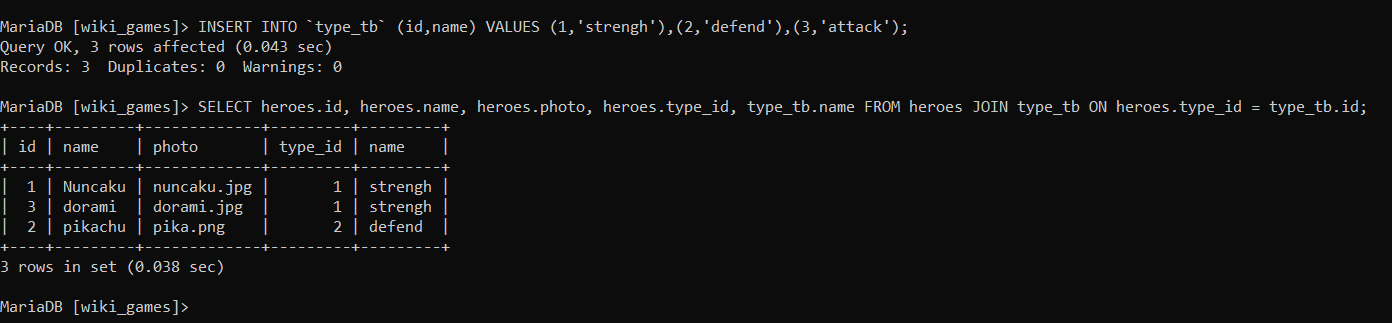 MariaDB [wiki_games]> INSERT INTO `type_tb` (id,name) VALUES (1,'strengh'),(2,'defend'),(3,'attack');
Query OK, 3 rows affected (0.043 sec)
Records: 3  Duplicates: 0  Warnings: 0
MariaDB [wiki_games]> SELECT heroes.id, heroes.name, heroes.photo, heroes.type_id, type_tb.name FROM heroes JOIN type_tb ON heroes.type_id = type_tb.id;
+----+---------+-------------+---------+---------+
| id | name    | photo       | type_id | name    |
+----+---------+-------------+---------+---------+
|  1 | Nuncaku | nuncaku.jpg |       1 | strengh |
|  3 | dorami  | dorami.jpg  |       1 | strengh |
|  2 | pikachu | pika.png    |       2 | defend  |
+----+---------+-------------+---------+---------+
3 rows in set (0.038 sec)
MariaDB [wiki_games]>